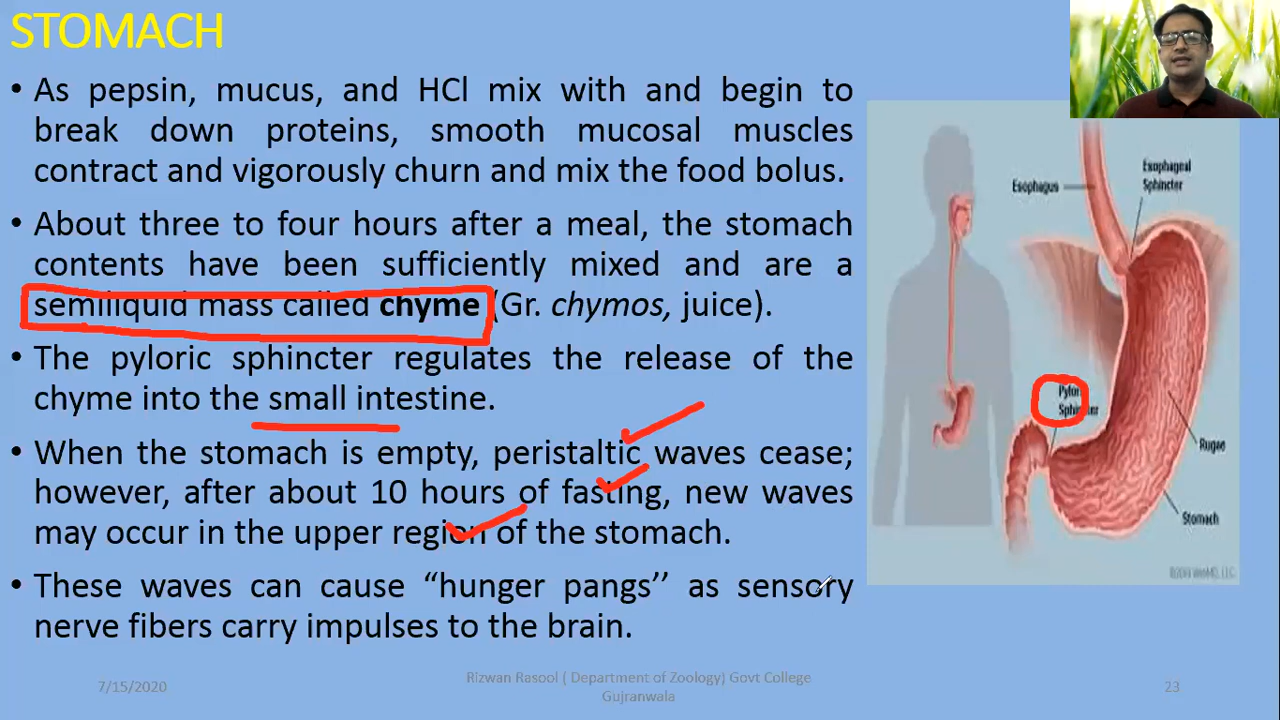 STOMACH
• As pepsin, mucus, and HCl mix with and begin to
break down proteins, smooth mucosal muscles
contract and vigorously churn and mix the food bolus.
• About three to four hours after a meal, the stomach
contents have been sufficiently mixed and are a
semiliquid mass called chyme (Gr. chymos, juice).
• The pyloric sphincter regulates the release of the
chyme into the small intestine.
• When the stomach is empty, peristaltic waves cease;
however, after about 10 hours of fasting, new waves
may occur in the upper region of the stomach.
• These waves can cause “hunger pangs’’ as sensory
nerve fibers carry impulses to the brain.
Esophagus
Esophageal
Sphincter
Rugae
Stomach
7/15/2020
Rizwan Rasool ( Department of Zoology) Govt College
Gujranwala
23